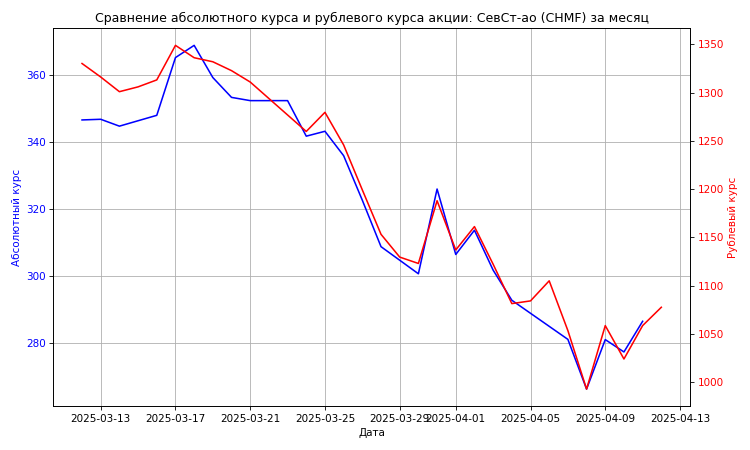 Сравнение абсолютного курса и рублевого курса акции: СевСт-ао (CHMF) за месяц
Абсолютный курс
360
340
320
300
280
1350
1300
1250
1200
1150
1100
1050
1000
Рублевый курс
2025-03-13 2025-03-17 2025-03-21 2025-03-25 2025-03-29 2025-04-01 2025-04-05 2025-04-09 2025-04-13
Дата